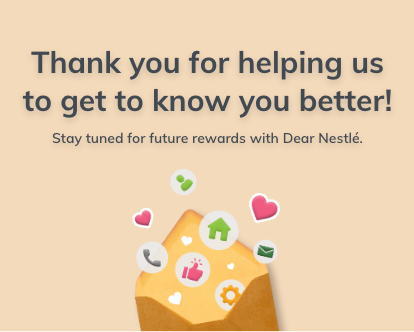 Thank you for helping us
to get to know you better!
Stay tuned for future rewards with Dear Nestlé.